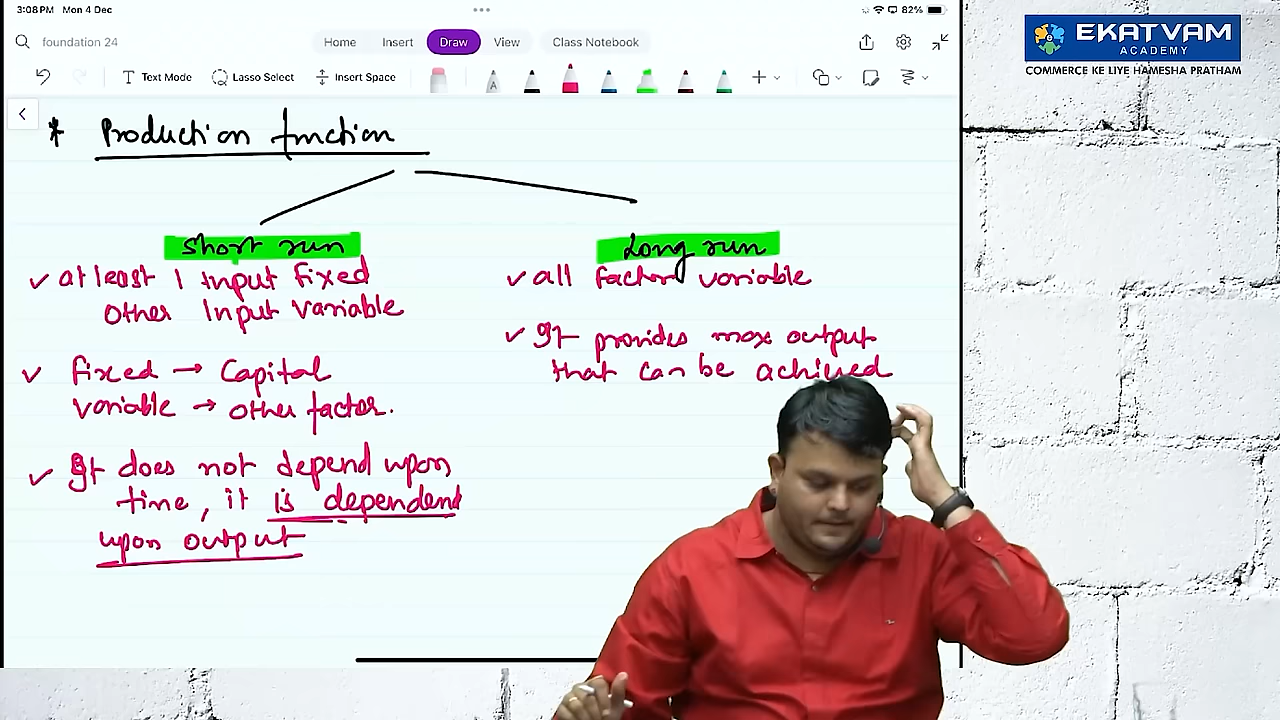 3:08 PM Mon 4 Dec
82%
foundation 24
Home Insert Draw View Class Notebook
Text Mode Lasso Select Insert Space
EKATVAM
ACADEMY
COMMERCE KE LIYE HAMESHA PRATHAM
* Production function
Short run
✓ at least 1 Input fixed
other Input variable
✓ fixed → Capital
variable → other factor.
✓ It does not depend upon
time, it is dependent
upon output
Long run
✓ all factor variable
✓ It provides max output
that can be achieved